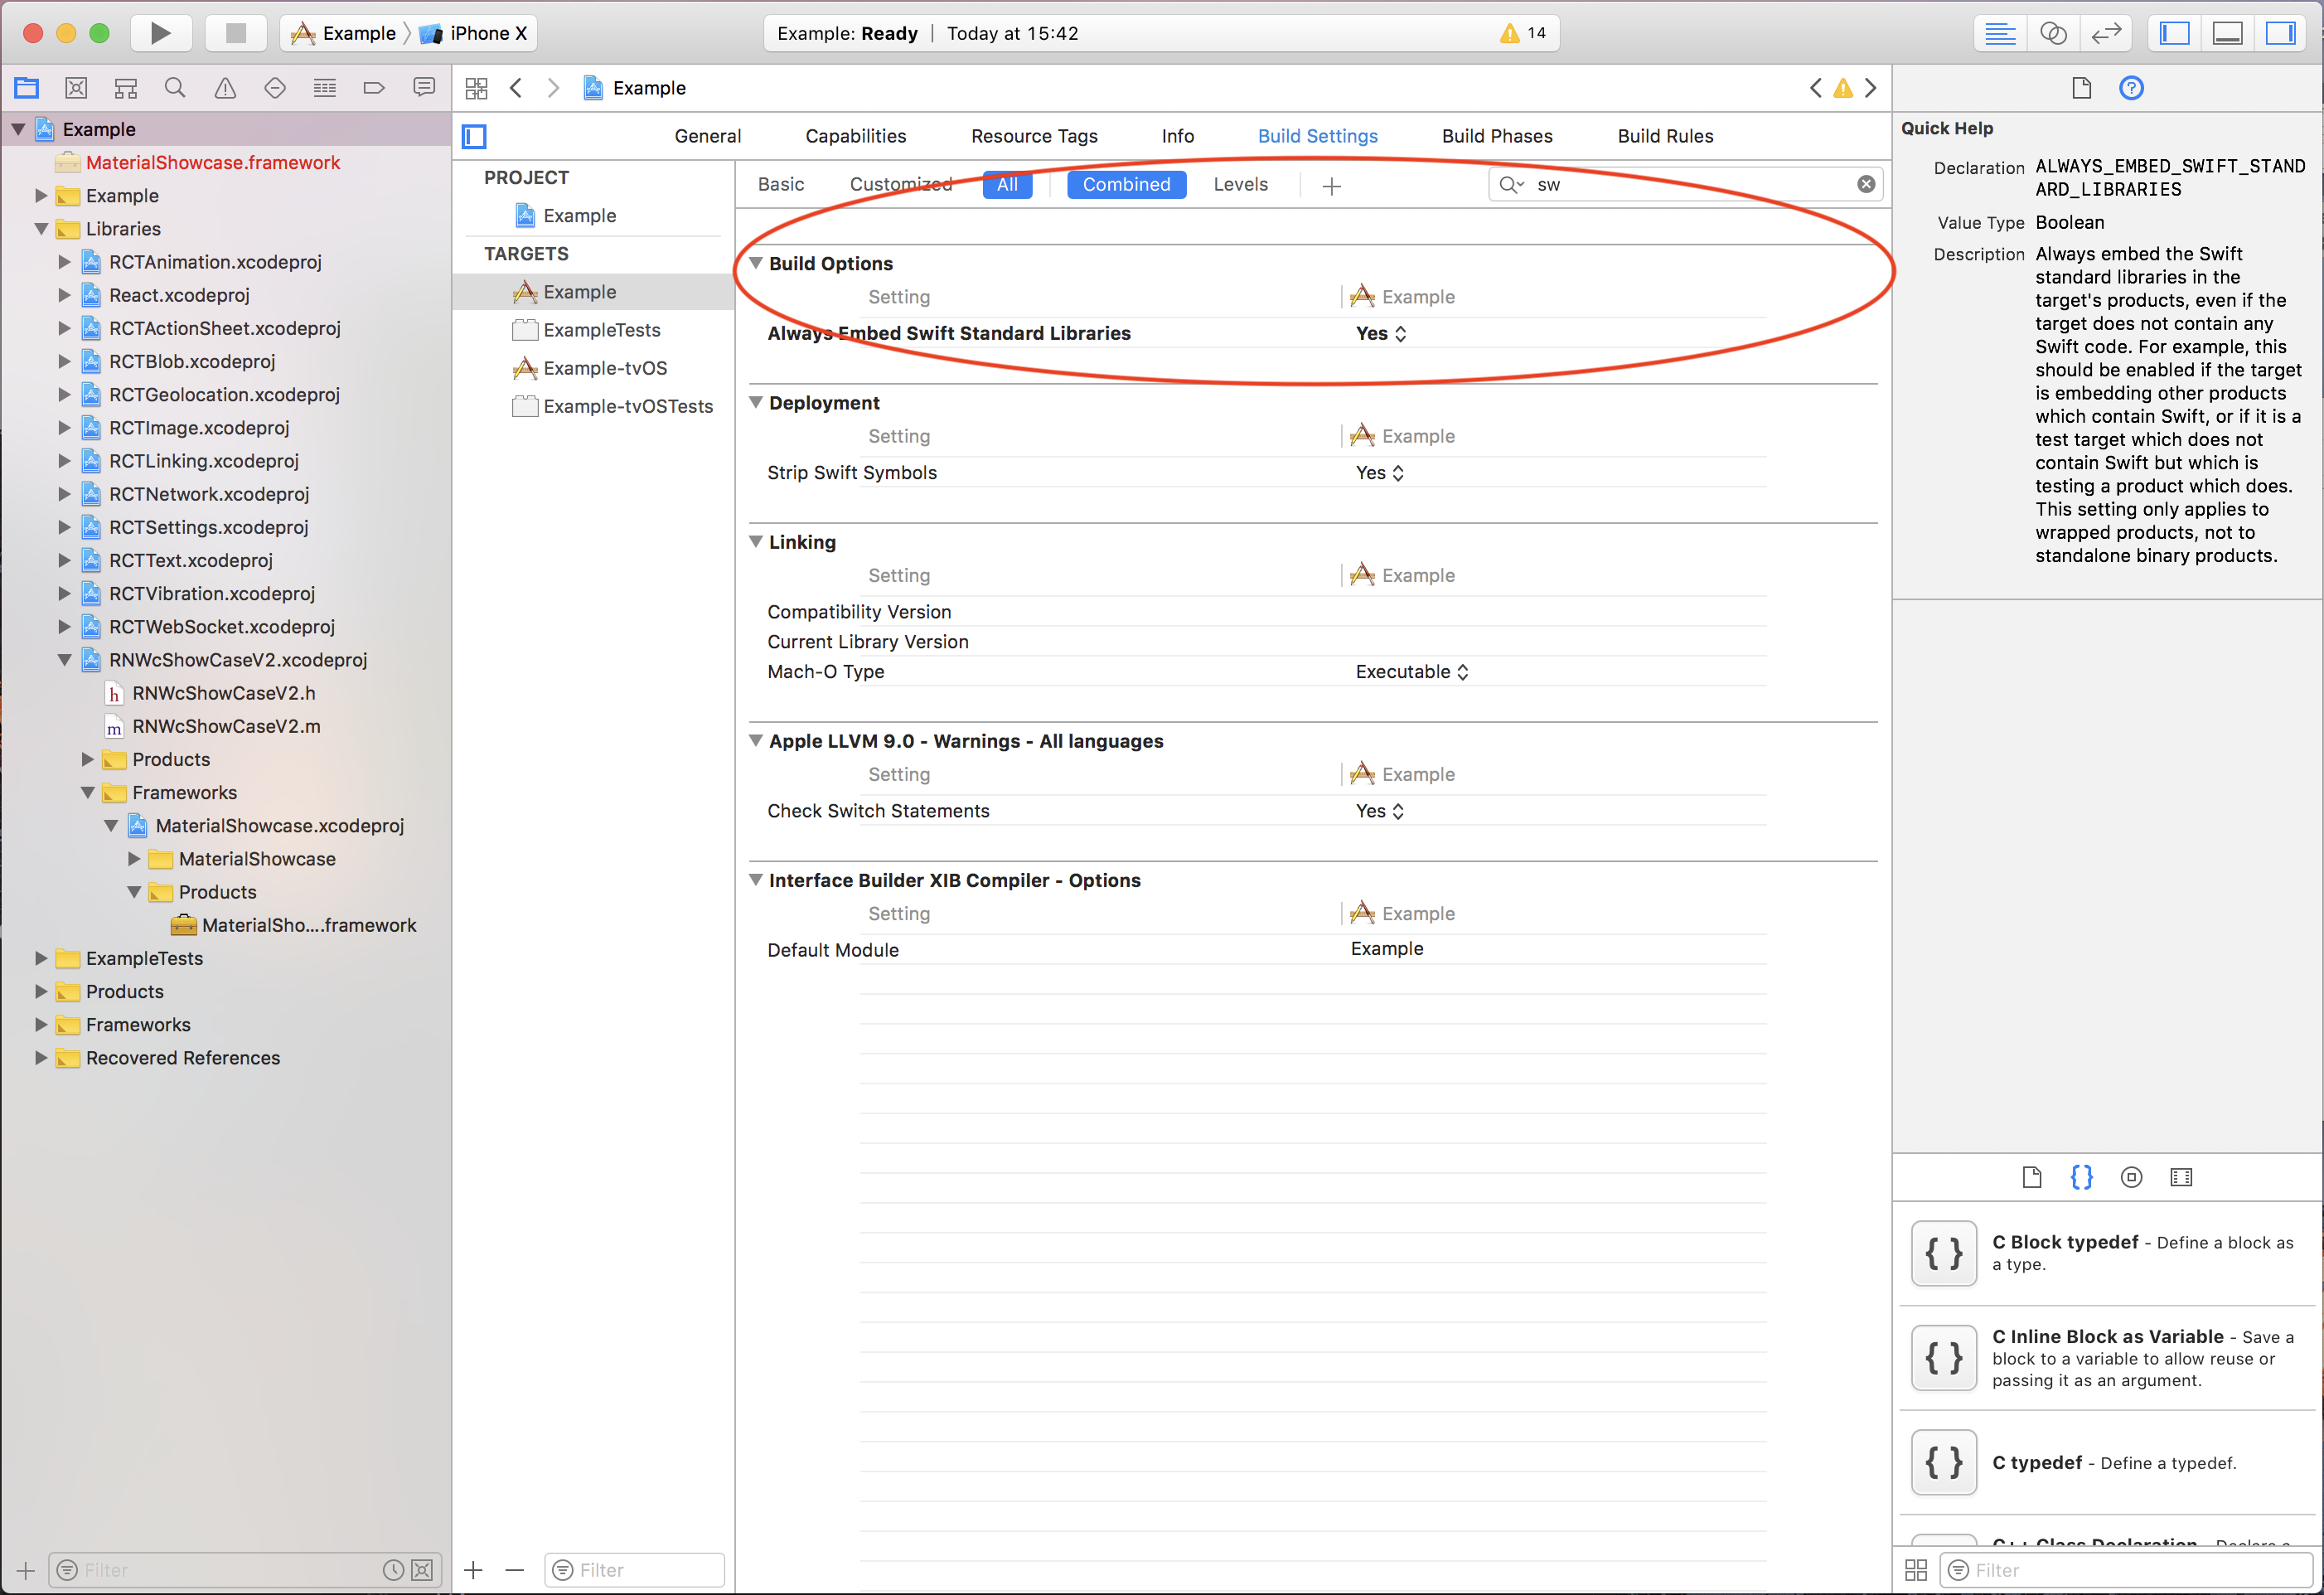 Example 〉 iPhone X
Example: Ready | Today at 15:42
14
Example
General
Capabilities
Resource Tags
Info
Build Settings
Build Phases
Build Rules
Example
MaterialShowcase.framework
Example
Libraries
RCTAnimation.xcodeproj
React.xcodeproj
RCTActionSheet.xcodeproj
RCTBlob.xcodeproj
RCTGeolocation.xcodeproj
RCTImage.xcodeproj
RCTLinking.xcodeproj
RCTNetwork.xcodeproj
RCTSettings.xcodeproj
RCTText.xcodeproj
RCTVibration.xcodeproj
RCTWebSocket.xcodeproj
RNWcShowCaseV2.xcodeproj
h RNWcShowCaseV2.h
m RNWcShowCaseV2.m
Products
Frameworks
MaterialShowcase.xcodeproj
MaterialShowcase
Products
MaterialSho....framework
ExampleTests
Products
Frameworks
Recovered References
Filter
PROJECT
Example
TARGETS
Example
ExampleTests
Example-tvOS
Example-tvOSTests
Filter
Basic
Customized
All
Combined
Levels
sw
Build Options
Setting Example
Always Embed Swift Standard Libraries Yes
Deployment
Setting Example
Strip Swift Symbols Yes
Linking
Setting Example
Compatibility Version
Current Library Version
Mach-O Type Executable
Apple LLVM 9.0 - Warnings - All languages
Setting Example
Check Switch Statements Yes
Interface Builder XIB Compiler - Options
Setting Example
Default Module Example
Quick Help
Declaration ALWAYS_EMBED_SWIFT_STAND
ARD_LIBRARIES
Value Type Boolean
Description Always embed the Swift
standard libraries in the
target's products, even if the
target does not contain any
Swift code. For example, this
should be enabled if the target
is embedding other products
which contain Swift, or if it is a
test target which does not
contain Swift but which is
testing a product which does.
This setting only applies to
wrapped products, not to
standalone binary products.
{ }
{ } C Block typedef - Define a block as
a type.
{ } C Inline Block as Variable - Save a
block to a variable to allow reuse or
passing it as an argument.
{ } C typedef - Define a typedef.
C++ Class Declaration - Declare a
Filter